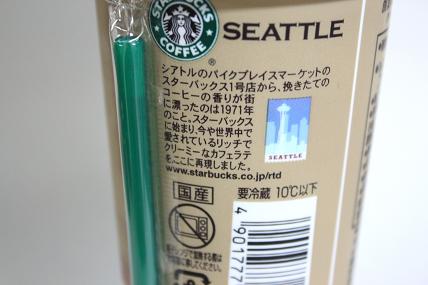 STARBUCKS
COFFEE
SEATTLE
®
シアトルのパイクプレイスマーケットの
スターバックス1号店から、挽きたての
コーヒーの香りが街
に漂ったのは1971年
のこと。スターバックス
に始まり、今や世界中で
愛されているリッチで
クリーミーなカフェラテ
をここに再現しました。
www.starbucks.co.jp/rtd
SEATTLE
国産
要冷蔵 10℃以下
4 901777